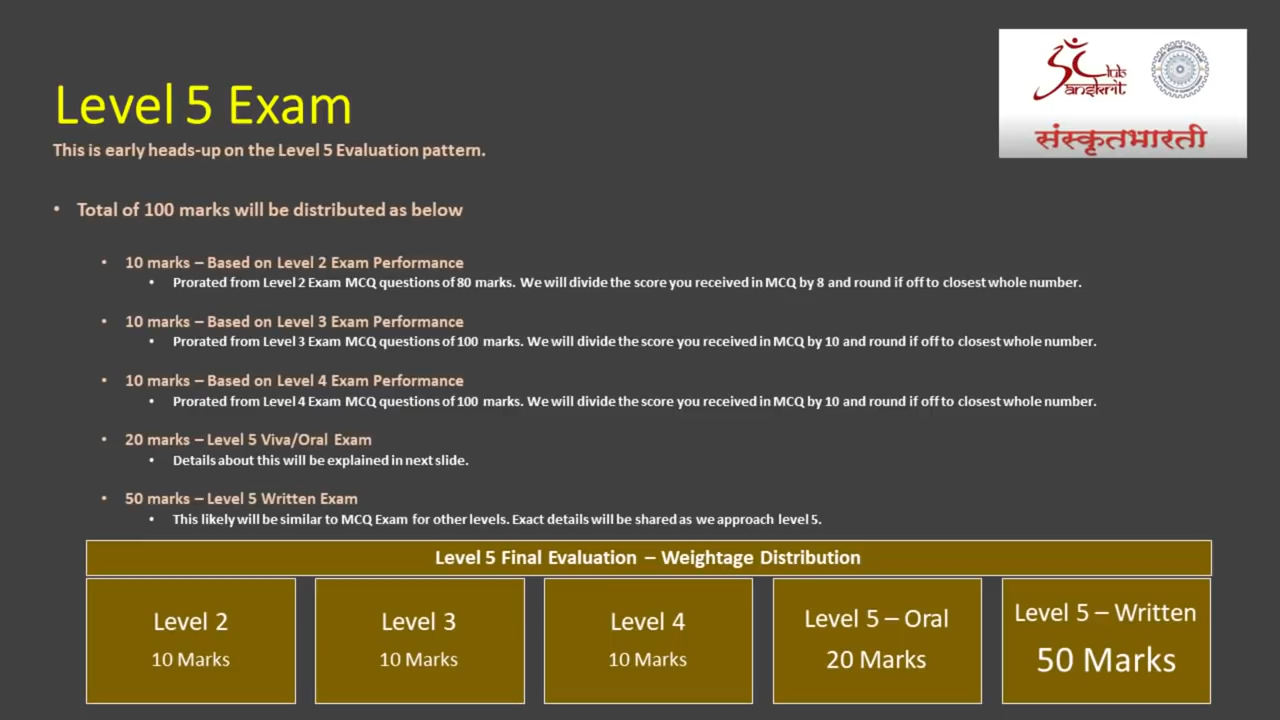 Level 5 Exam
This is early heads-up on the Level 5 Evaluation pattern.
Club
Sanskrit
संस्कृतभारती
• Total of 100 marks will be distributed as below
• 10 marks – Based on Level 2 Exam Performance
• Prorated from Level 2 Exam MCQ questions of 80 marks. We will divide the score you received in MCQ by 8 and round if off to closest whole number.
• 10 marks – Based on Level 3 Exam Performance
• Prorated from Level 3 Exam MCQ questions of 100 marks. We will divide the score you received in MCQ by 10 and round if off to closest whole number.
• 10 marks – Based on Level 4 Exam Performance
• Prorated from Level 4 Exam MCQ questions of 100 marks. We will divide the score you received in MCQ by 10 and round if off to closest whole number.
• 20 marks – Level 5 Viva/Oral Exam
• Details about this will be explained in next slide.
• 50 marks – Level 5 Written Exam
• This likely will be similar to MCQ Exam for other levels. Exact details will be shared as we approach level 5.
Level 5 Final Evaluation – Weightage Distribution
Level 2
10 Marks
Level 3
10 Marks
Level 4
10 Marks
Level 5 – Oral
20 Marks
Level 5 – Written
50 Marks